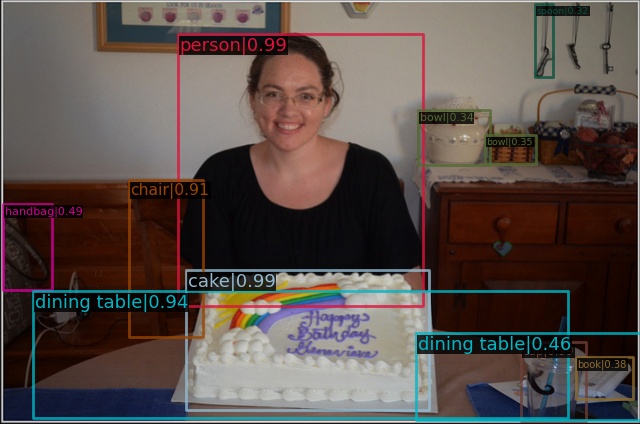 spoon|0.32
person|0.99
bowl|0.34
bowl|0.35
chair|0.91
handbag|0.49
cake|0.99
dining table|0.94
Happy
Birthday
Genevieve
dining table|0.46
book|0.38